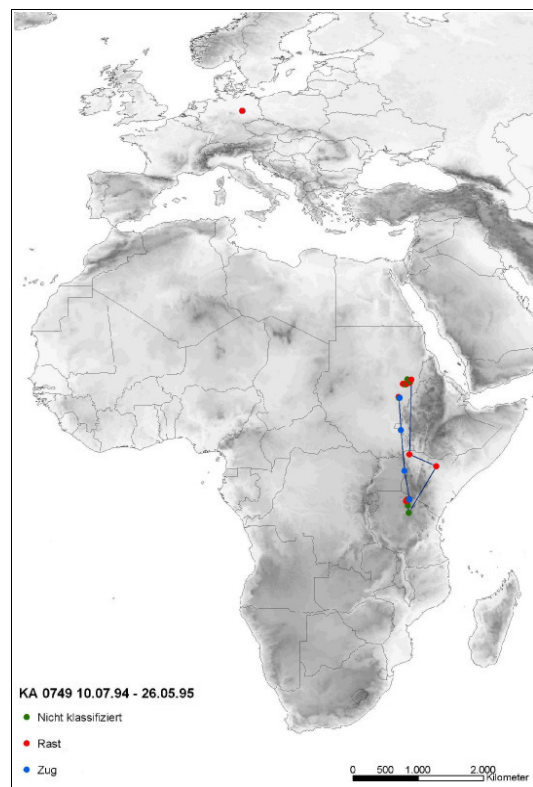 KA 0749 10.07.94 - 26.05.95
Nicht klassifiziert
Rast
Zug
0 500 1.000 2.000
Kilometer